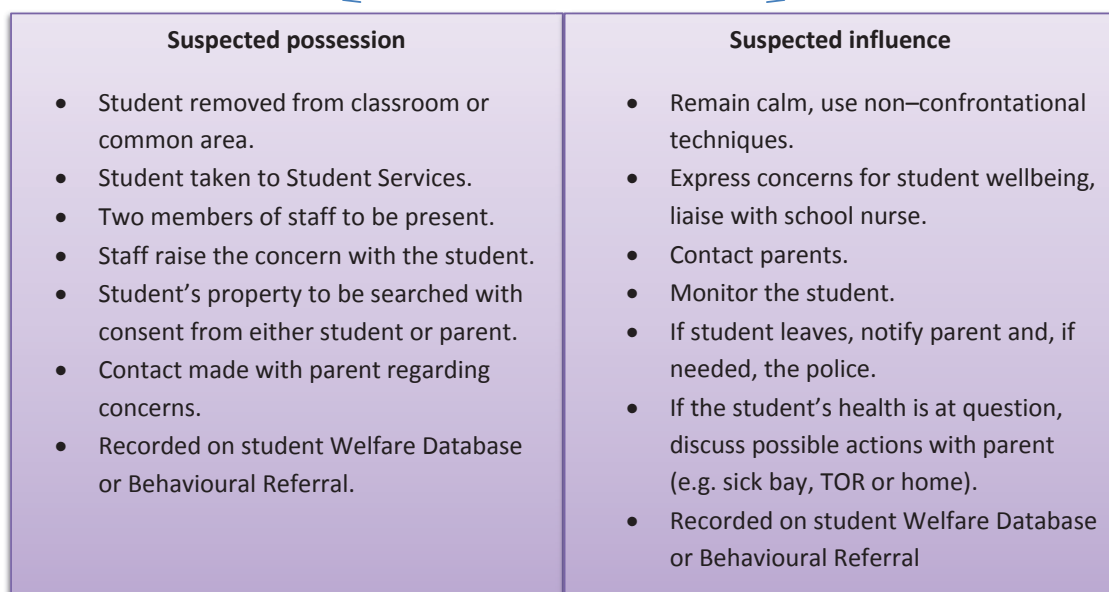 Suspected possession
• Student removed from classroom or
common area.
• Student taken to Student Services.
• Two members of staff to be present.
• Staff raise the concern with the student.
• Student's property to be searched with
consent from either student or parent.
• Contact made with parent regarding
concerns.
• Recorded on student Welfare Database
or Behavioural Referral.
Suspected influence
• Remain calm, use non–confrontational
techniques.
• Express concerns for student wellbeing,
liaise with school nurse.
• Contact parents.
• Monitor the student.
• If student leaves, notify parent and, if
needed, the police.
• If the student's health is at question,
discuss possible actions with parent
(e.g. sick bay, TOR or home).
• Recorded on student Welfare Database
or Behavioural Referral